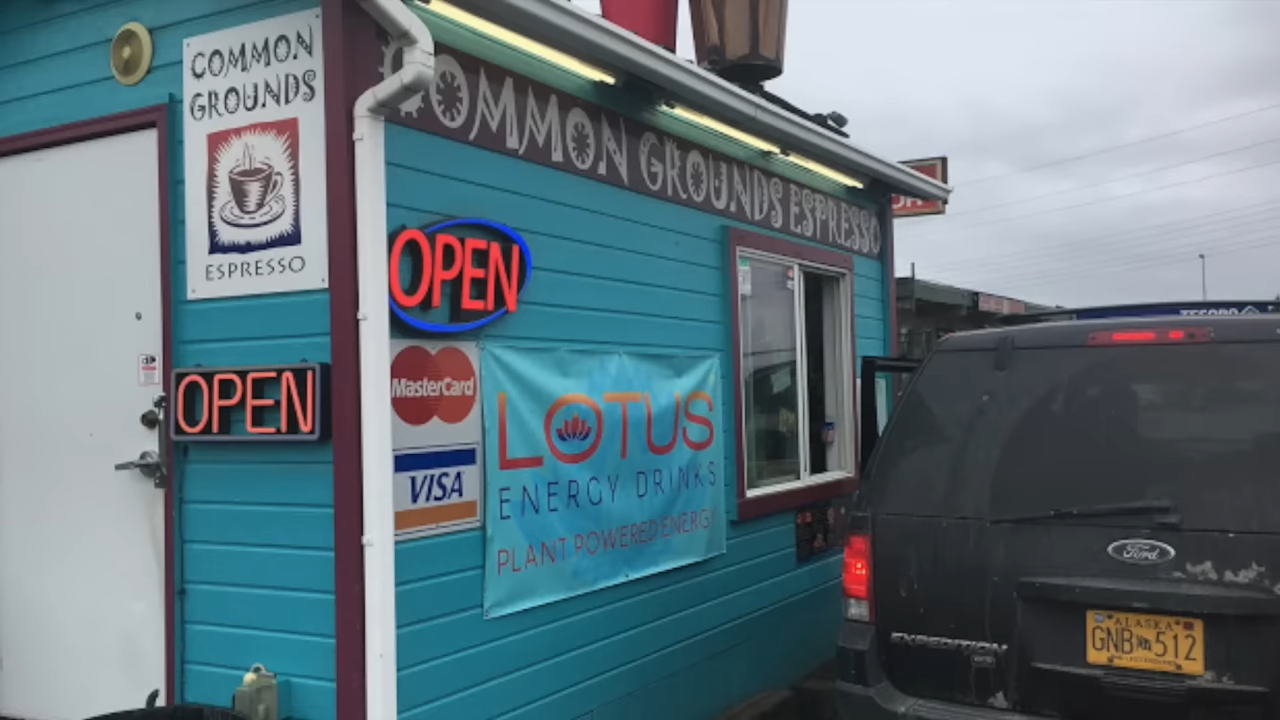 COMMON
GROUNDS
ESPRESSO
COMMON GROUNDS ESPRESSO
OPEN
OPEN
MasterCard
VISA
LOTUS
ENERGY DRINKS
PLANT POWERED ENERGY
TESORO
Ford
EXPEDITION
ALASKA
GNB 512